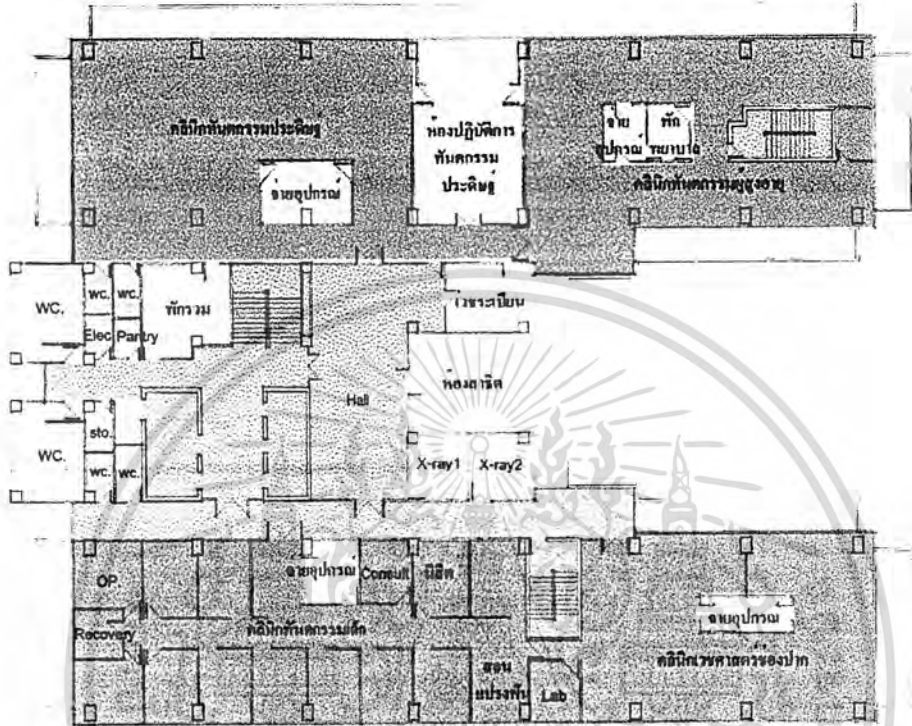 คลินิกทันตกรรมประดิษฐ์
จ่ายอุปกรณ์
ห้องปฏิบัติการ
ทันตกรรม
ประดิษฐ์
จ่าย
อุปกรณ์
พัก
พยาบาล
คลินิกทันตกรรมผู้สูงอายุ
WC.
wc.
wc.
Elec
Pantry
พักรวม
เวชระเบียน
Hall
ห้องสาธิต
X-ray1
X-ray2
WC.
sto.
wc.
wc.
OP
Recovery
จ่ายอุปกรณ์
Consult
นิสิต
คลินิกทันตกรรมเด็ก
สอน
แปรงฟัน
Lab
จ่ายอุปกรณ์
คลินิกเวชศาสตร์ช่องปาก